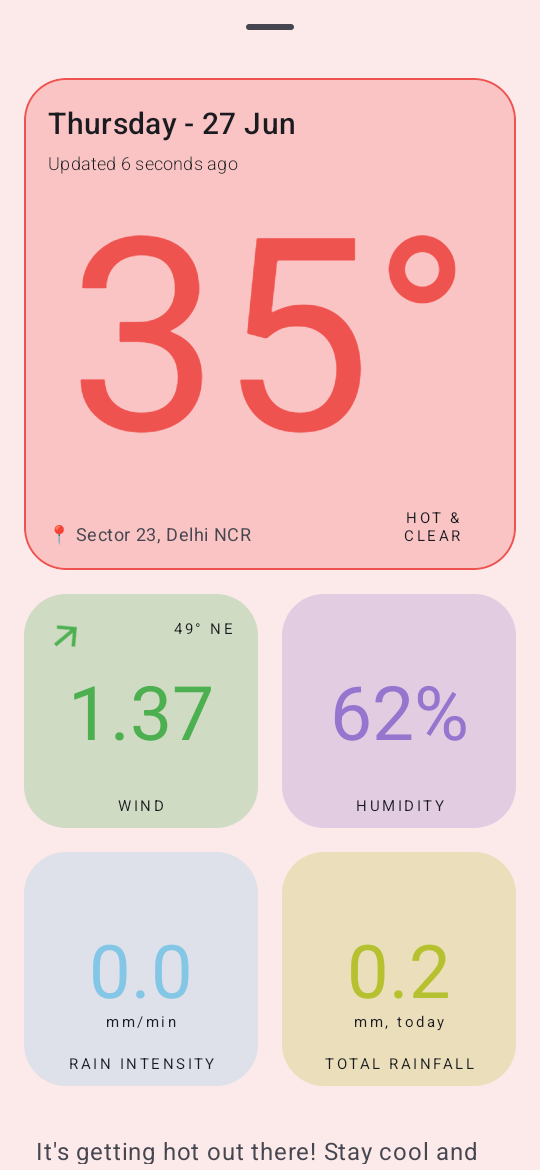 Thursday - 27 Jun
Updated 6 seconds ago
35°
📍 Sector 23, Delhi NCR
HOT &
CLEAR
49° NE
1.37
WIND
62%
HUMIDITY
0.0
mm/min
RAIN INTENSITY
0.2
mm, today
TOTAL RAINFALL
It's getting hot out there! Stay cool and